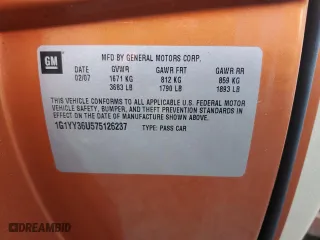 GM
MFD BY GENERAL MOTORS CORP.
DATE GVWR GAWR FRT GAWR RR
02/07 1671 KG 812 KG 859 KG
3683 LB 1790 LB 1893 LB
THIS VEHICLE CONFORMS TO ALL APPLICABLE U.S. FEDERAL MOTOR
VEHICLE SAFETY, BUMPER, AND THEFT PREVENTION STANDARDS
IN EFFECT ON THE DATE OF MANUFACTURE SHOWN ABOVE.
1G1YY36U575126237 TYPE: PASS CAR
DREAMBID